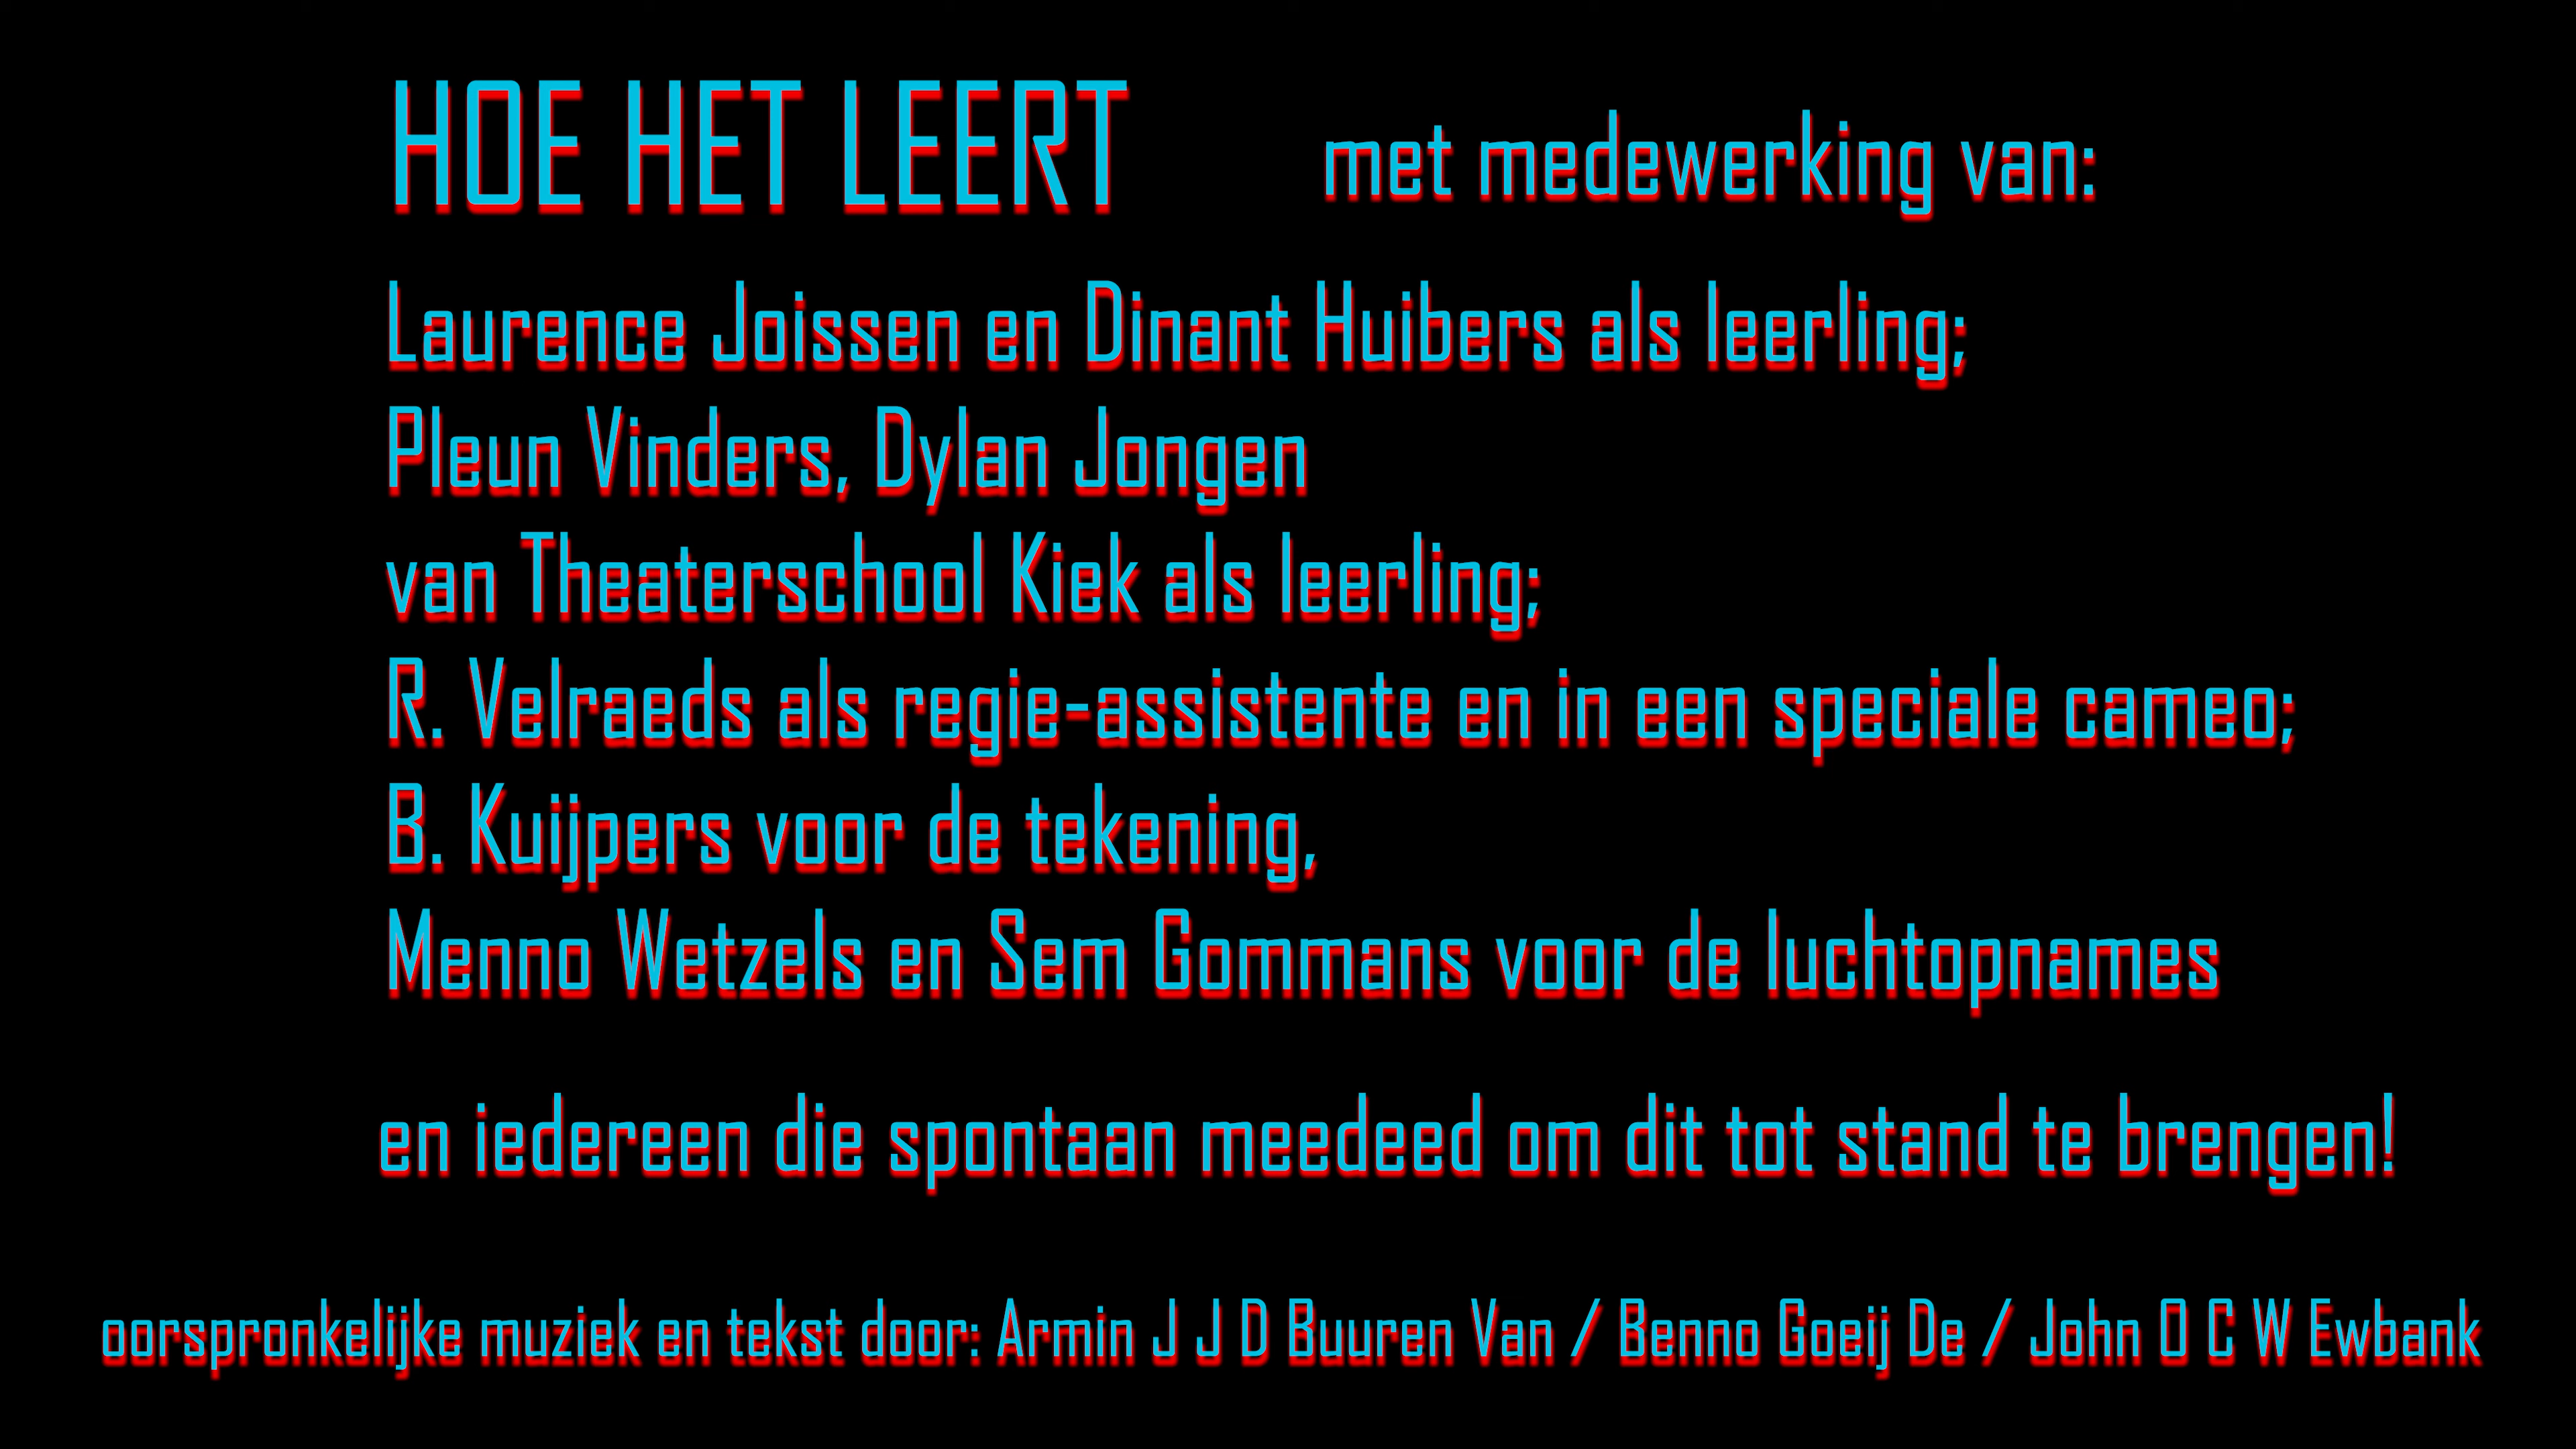 HOE HET LEERT met medewerking van:
Laurence Joissen en Dinant Huibers als leerling;
Pleun Vinders, Dylan Jongen
van Theaterschool Kiek als leerling;
R. Velraeds als regie-assistente en in een speciale cameo;
B. Kuijpers voor de tekening,
Menno Wetzels en Sem Gommans voor de luchtopnames
en iedereen die spontaan meedeed om dit tot stand te brengen!
oorspronkelijke muziek en tekst door: Armin J J D Buuren Van / Benno Goeij De / John O C W Ewbank